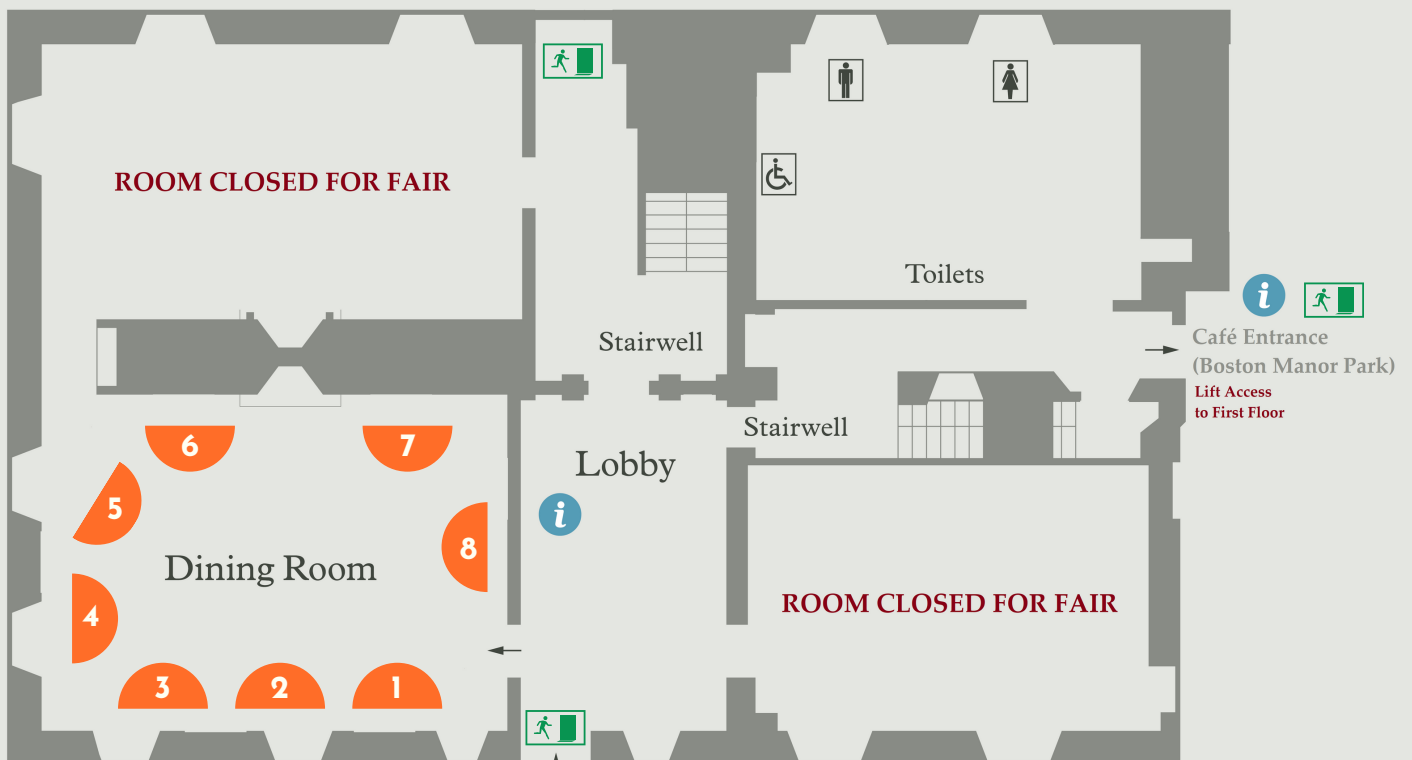 ROOM CLOSED FOR FAIR
Toilets
i
Café Entrance
(Boston Manor Park)
Lift Access
to First Floor
Stairwell
Stairwell
Lobby
i
6
7
5
8
Dining Room
4
3
2
1
ROOM CLOSED FOR FAIR